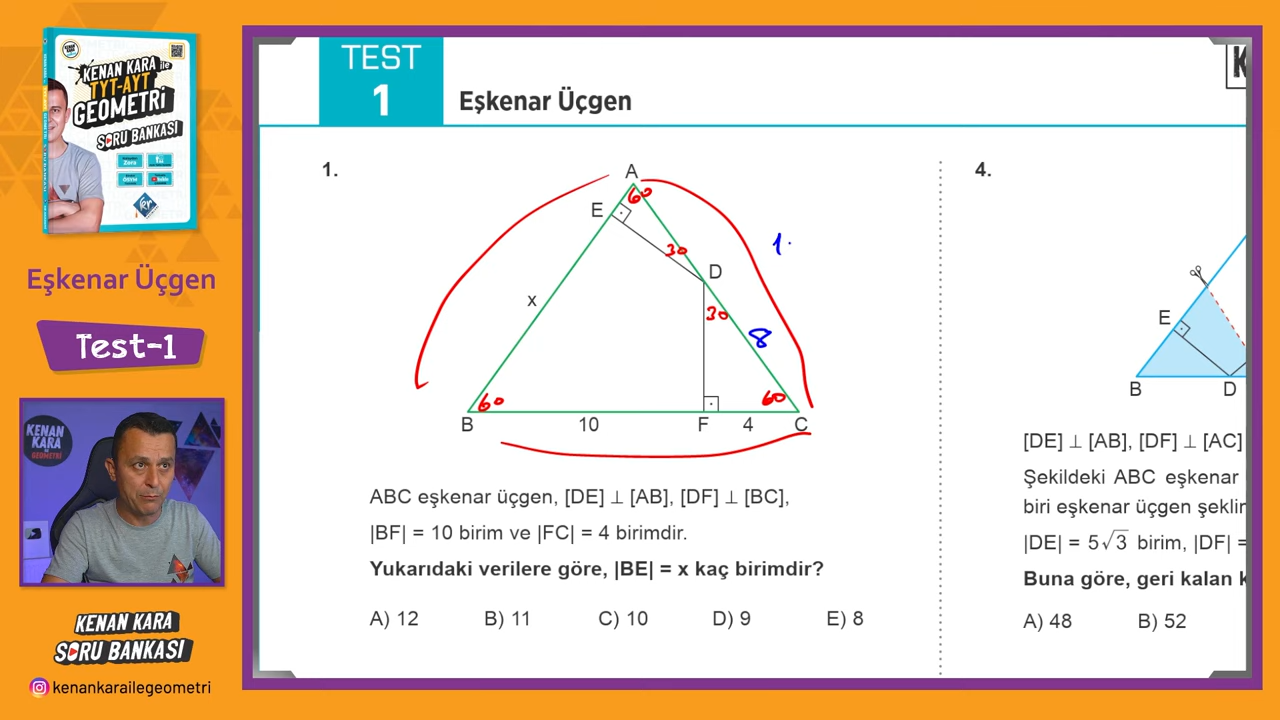 KENAN KARA ile
TYT-AYT
GEOMETRİ
SORU BANKASI
Eşkenar Üçgen
Test-1
KENAN
KARA
GEOMETRİ
KENAN KARA
SORU BANKASI
kenankarailegeometri
TEST
1
Eşkenar Üçgen
K
1.
A
60
E
30
D
x
30
8
1.
60
60
B
10
F
4
C
ABC eşkenar üçgen, [DE] ⊥ [AB], [DF] ⊥ [BC],
|BF| = 10 birim ve |FC| = 4 birimdir.
Yukarıdaki verilere göre, |BE| = x kaç birimdir?
A) 12 B) 11 C) 10 D) 9 E) 8
4.
E
B
D
[DE] ⊥ [AB], [DF] ⊥ [AC]
Şekildeki ABC eşkenar
biri eşkenar üçgen şeklin
|DE| = 5√3 birim, |DF| =
Buna göre, geri kalan k
A) 48 B) 52